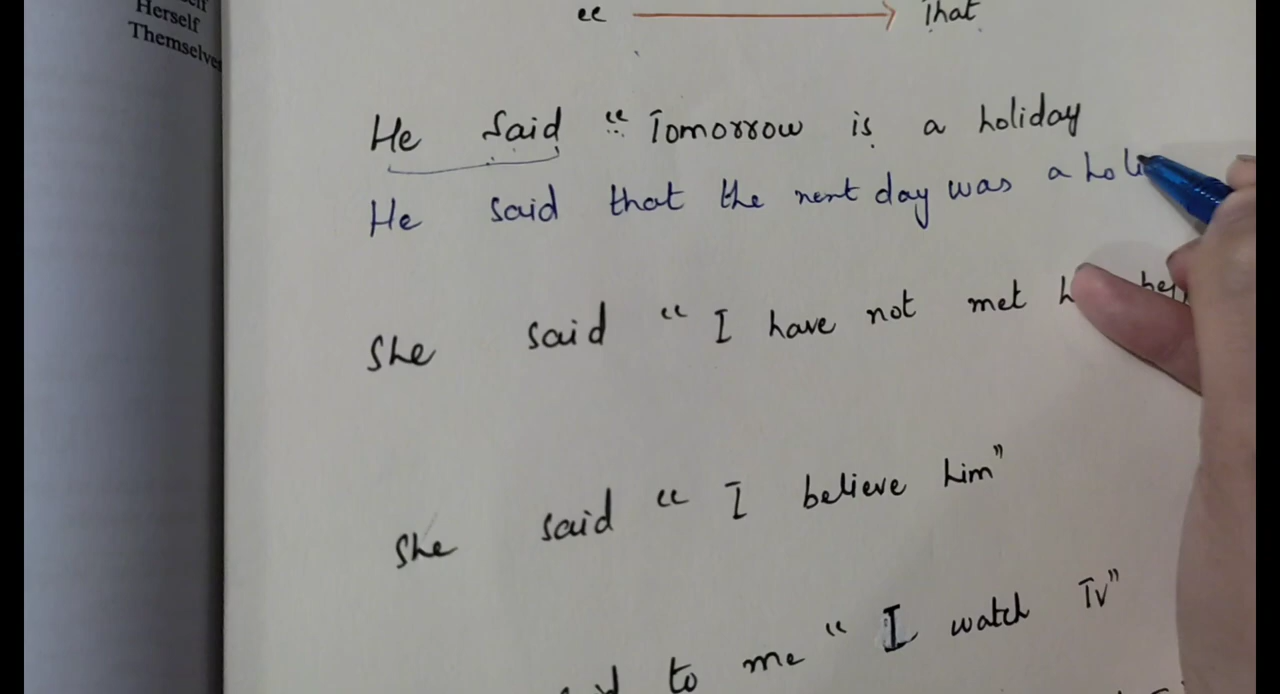 Herself
Themselves
“ → That
He Said “ Tomorrow is a holiday
He said that the next day was a holi
She said “ I have not met
She said “ I believe him”
to me “ I watch TV”